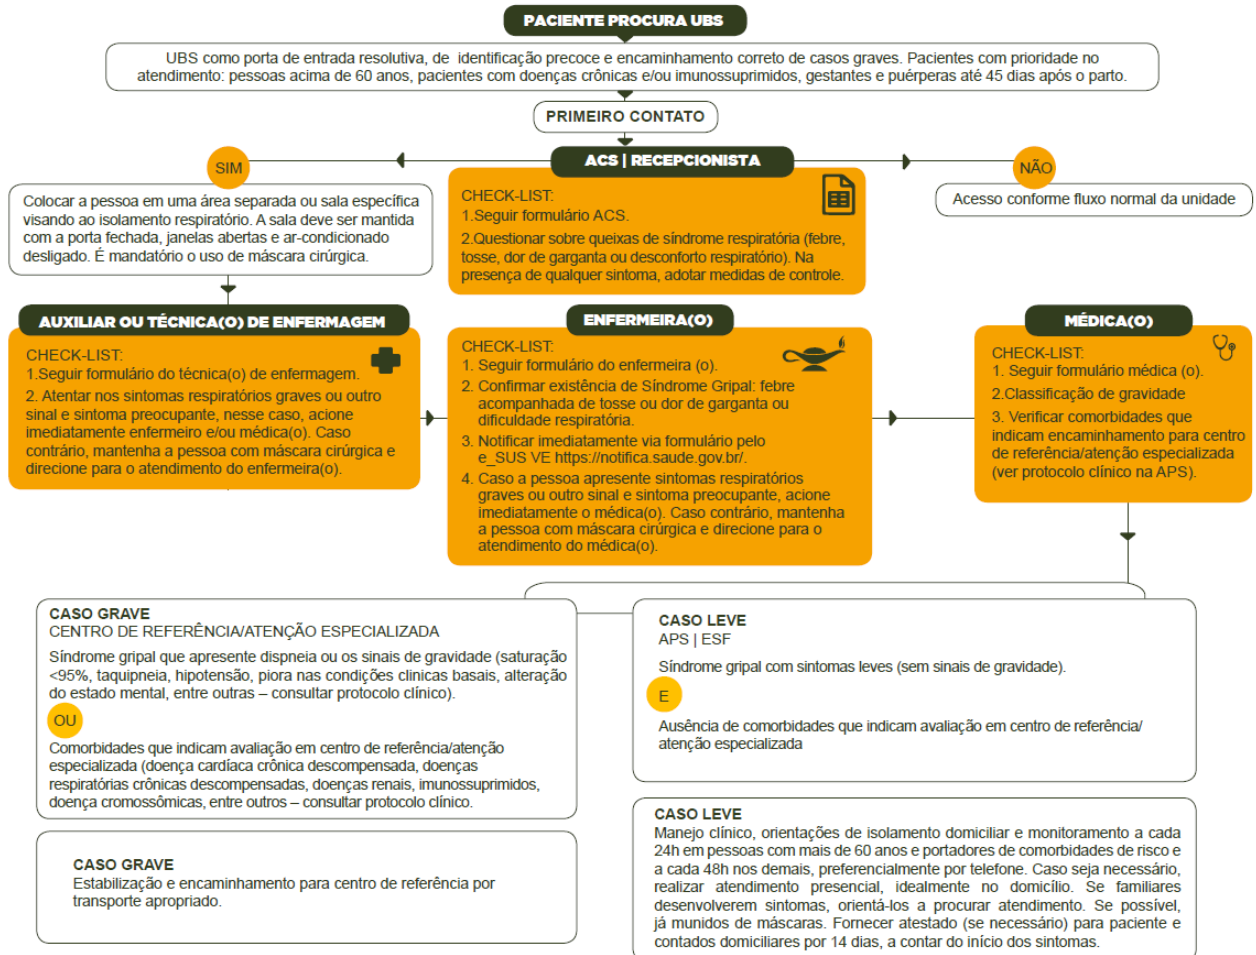 PACIENTE PROCURA UBS
UBS como porta de entrada resolutiva, de identificação precoce e encaminhamento correto de casos graves. Pacientes com prioridade no
atendimento: pessoas acima de 60 anos, pacientes com doenças crônicas e/ou imunossuprimidos, gestantes e puérperas até 45 dias após o parto.
PRIMEIRO CONTATO
ACS | RECEPCIONISTA
CHECK-LIST:
1.Seguir formulário ACS.
2.Questionar sobre queixas de síndrome respiratória (febre,
tosse, dor de garganta ou desconforto respiratório). Na
presença de qualquer sintoma, adotar medidas de controle.
SIM
Colocar a pessoa em uma área separada ou sala específica
visando ao isolamento respiratório. A sala deve ser mantida
com a porta fechada, janelas abertas e ar-condicionado
desligado. É mandatório o uso de máscara cirúrgica.
NÃO
Acesso conforme fluxo normal da unidade
AUXILIAR OU TÉCNICA(O) DE ENFERMAGEM
CHECK-LIST:
1.Seguir formulário do técnica(o) de enfermagem.
2. Atentar nos sintomas respiratórios graves ou outro
sinal e sintoma preocupante, nesse caso, acione
imediatamente enfermeiro e/ou médica(o). Caso
contrário, mantenha a pessoa com máscara cirúrgica e
direcione para o atendimento do enfermeira(o).
ENFERMEIRA(O)
CHECK-LIST:
1. Seguir formulário do enfermeira (o).
2. Confirmar existência de Síndrome Gripal: febre
acompanhada de tosse ou dor de garganta ou
dificuldade respiratória.
3. Notificar imediatamente via formulário pelo
e_SUS VE https://notifica.saude.gov.br/.
4. Caso a pessoa apresente sintomas respiratórios
graves ou outro sinal e sintoma preocupante, acione
imediatamente o médica(o). Caso contrário, mantenha
a pessoa com máscara cirúrgica e direcione para o
atendimento do médica(o).
MÉDICA(O)
CHECK-LIST:
1. Seguir formulário médica (o).
2.Classificação de gravidade
3. Verificar comorbidades que
indicam encaminhamento para centro
de referência/atenção especializada
(ver protocolo clínico na APS).
CASO GRAVE
CENTRO DE REFERÊNCIA/ATENÇÃO ESPECIALIZADA
Síndrome gripal que apresente dispneia ou os sinais de gravidade (saturação
<95%, taquipneia, hipotensão, piora nas condições clinicas basais, alteração
do estado mental, entre outras – consultar protocolo clínico).
OU
Comorbidades que indicam avaliação em centro de referência/atenção
especializada (doença cardíaca crônica descompensada, doenças
respiratórias crônicas descompensadas, doenças renais, imunossuprimidos,
doença cromossômicas, entre outros – consultar protocolo clínico.
CASO GRAVE
Estabilização e encaminhamento para centro de referência por
transporte apropriado.
CASO LEVE
APS | ESF
Síndrome gripal com sintomas leves (sem sinais de gravidade).
E
Ausência de comorbidades que indicam avaliação em centro de referência/
atenção especializada
CASO LEVE
Manejo clínico, orientações de isolamento domiciliar e monitoramento a cada
24h em pessoas com mais de 60 anos e portadores de comorbidades de risco e
a cada 48h nos demais, preferencialmente por telefone. Caso seja necessário,
realizar atendimento presencial, idealmente no domicílio. Se familiares
desenvolverem sintomas, orientá-los a procurar atendimento. Se possível,
já munidos de máscaras. Fornecer atestado (se necessário) para paciente e
contados domiciliares por 14 dias, a contar do início dos sintomas.